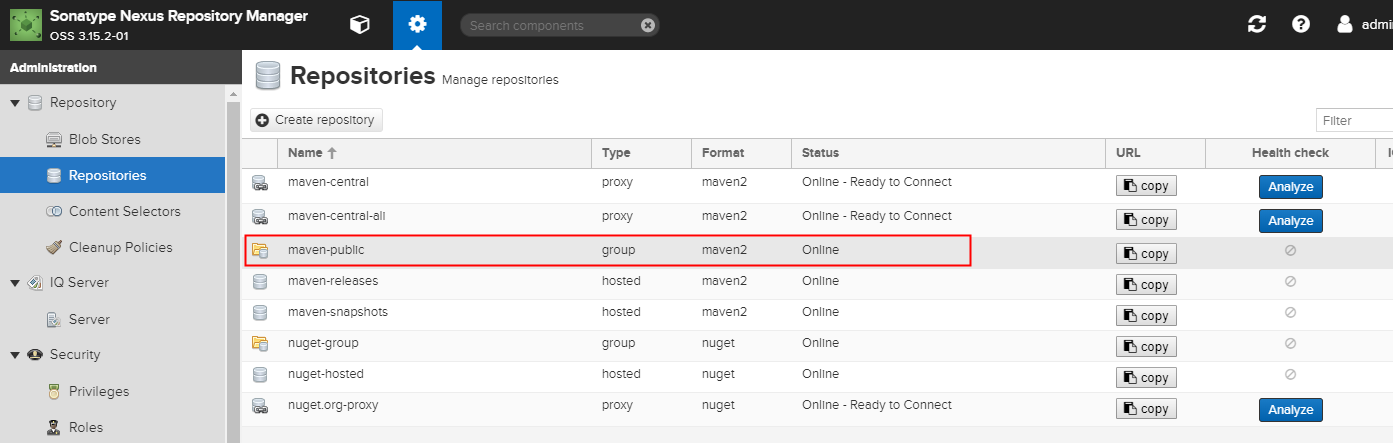 Sonatype Nexus Repository Manager
OSS 3.15.2-01
Search components
admi
Administration
Repository
Blob Stores
Repositories
Content Selectors
Cleanup Policies
IQ Server
Server
Security
Privileges
Roles
Repositories Manage repositories
Create repository
Filter
Name Type Format Status URL Health check I
maven-central proxy maven2 Online - Ready to Connect copy Analyze
maven-central-all proxy maven2 Online - Ready to Connect copy Analyze
maven-public group maven2 Online copy
maven-releases hosted maven2 Online copy
maven-snapshots hosted maven2 Online copy
nuget-group group nuget Online copy
nuget-hosted hosted nuget Online copy
nuget.org-proxy proxy nuget Online - Ready to Connect copy Analyze